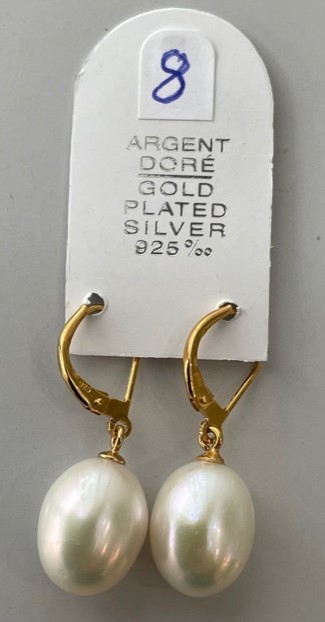 8
ARGENT
DORÉ
GOLD
PLATED
SILVER
925‰